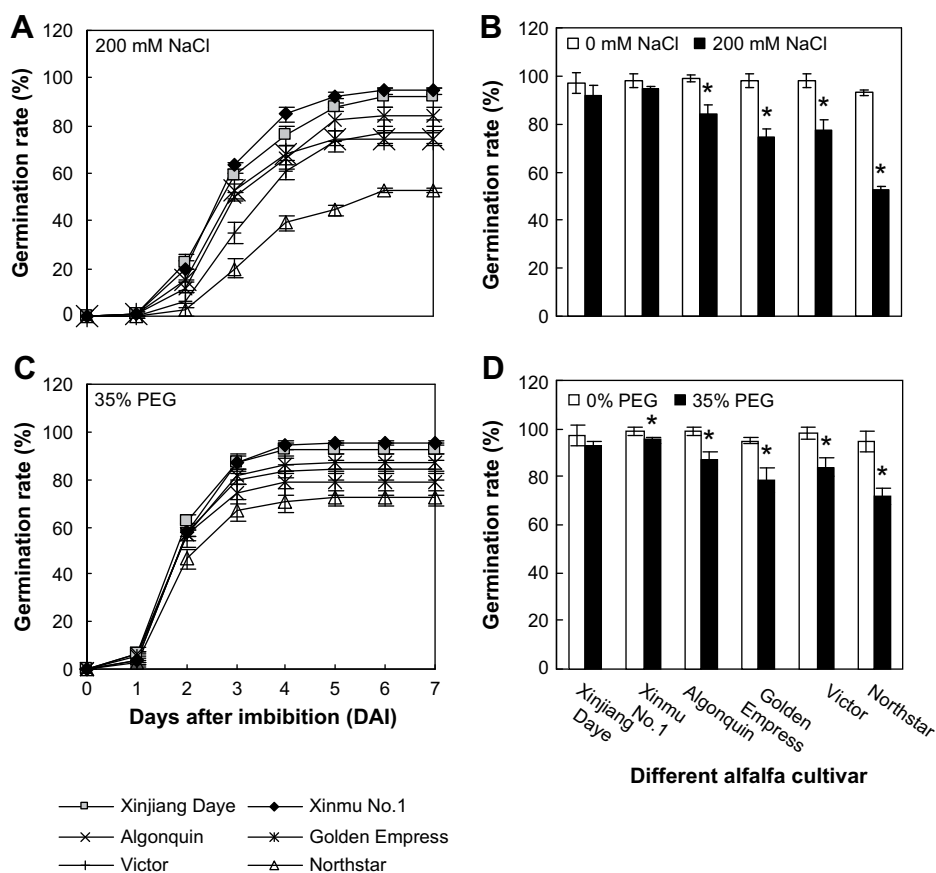 A
200 mM NaCl
Germination rate (%)
120
100
80
60
40
20
0
B
0 mM NaCl 200 mM NaCl
Germination rate (%)
120
100
80
60
40
20
0
* * * *
C
35% PEG
Germination rate (%)
120
100
80
60
40
20
0
0 1 2 3 4 5 6 7
Days after imbibition (DAI)
D
0% PEG 35% PEG
Germination rate (%)
120
100
80
60
40
20
0
* * * * *
Xinjiang
Daye
Xinmu
No.1
Algonquin
Golden
Empress
Victor
Northstar
Different alfalfa cultivar
Xinjiang Daye Xinmu No.1
Algonquin Golden Empress
Victor Northstar